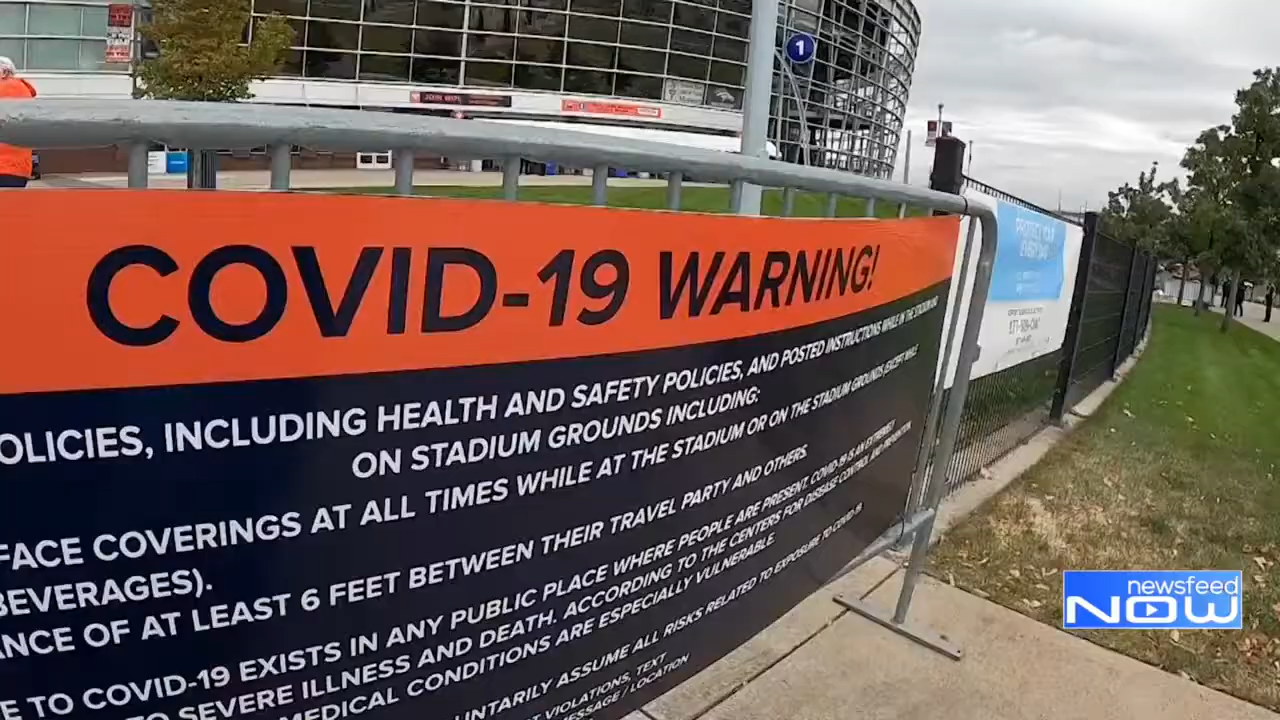 1
COVID-19 WARNING!
OLICIES, INCLUDING HEALTH AND SAFETY POLICIES, AND POSTED INSTRUCTIONS WHILE IN THE STADIUM AND
ON STADIUM GROUNDS INCLUDING:
FACE COVERINGS AT ALL TIMES WHILE AT THE STADIUM OR ON THE STADIUM GROUNDS (EXCEPT WHILE
BEVERAGES).
ANCE OF AT LEAST 6 FEET BETWEEN THEIR TRAVEL PARTY AND OTHERS.
E TO COVID-19 EXISTS IN ANY PUBLIC PLACE WHERE PEOPLE ARE PRESENT. COVID-19 IS AN EXTREMELY
TO SEVERE ILLNESS AND DEATH. ACCORDING TO THE CENTERS FOR DISEASE CONTROL AND PREVENTION
MEDICAL CONDITIONS ARE ESPECIALLY VULNERABLE.
UNTARILY ASSUME ALL RISKS RELATED TO EXPOSURE TO COVID-19
VIOLATIONS, TEXT
MESSAGE / LOCATION
PROTECT YOUR
newsfeed
NOW